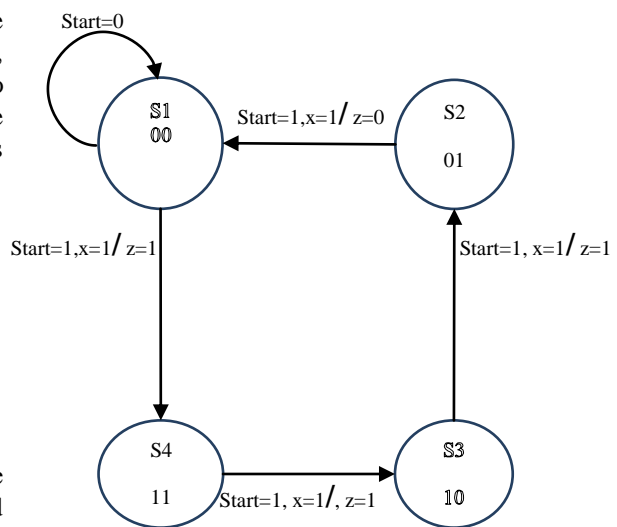 Start=0
S1
00
Start=1,x=1/ z=0
S2
01
Start=1,x=1/ z=1
Start=1, x=1/ z=1
S4
11
Start=1, x=1/, z=1
S3
10